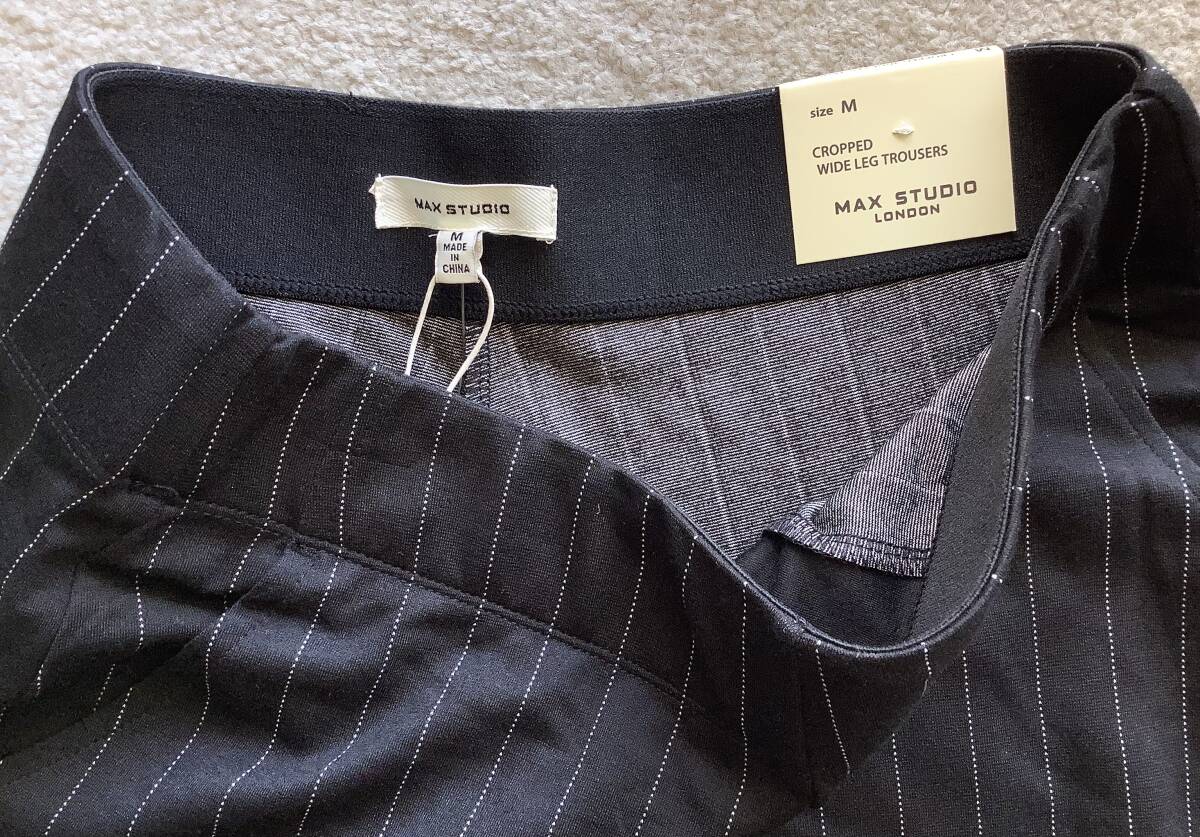 MAX STUDIO
M
MADE
IN
CHINA
size M
CROPPED
WIDE LEG TROUSERS
MAX STUDIO
LONDON